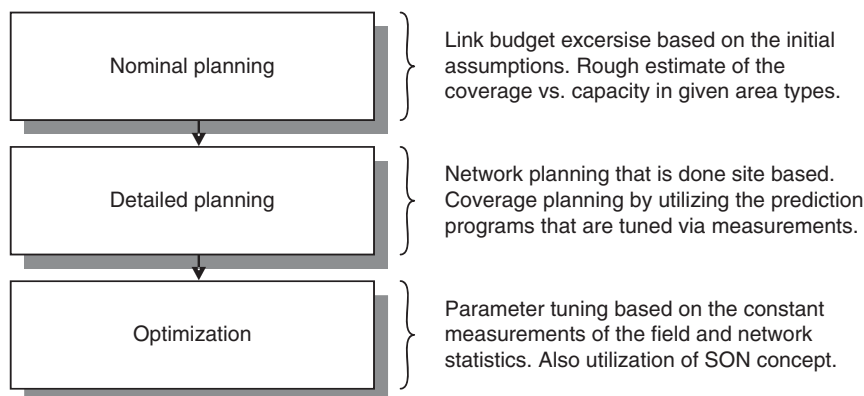 Nominal planning
Link budget excersise based on the initial
assumptions. Rough estimate of the
coverage vs. capacity in given area types.
Detailed planning
Network planning that is done site based.
Coverage planning by utilizing the prediction
programs that are tuned via measurements.
Optimization
Parameter tuning based on the constant
measurements of the field and network
statistics. Also utilization of SON concept.